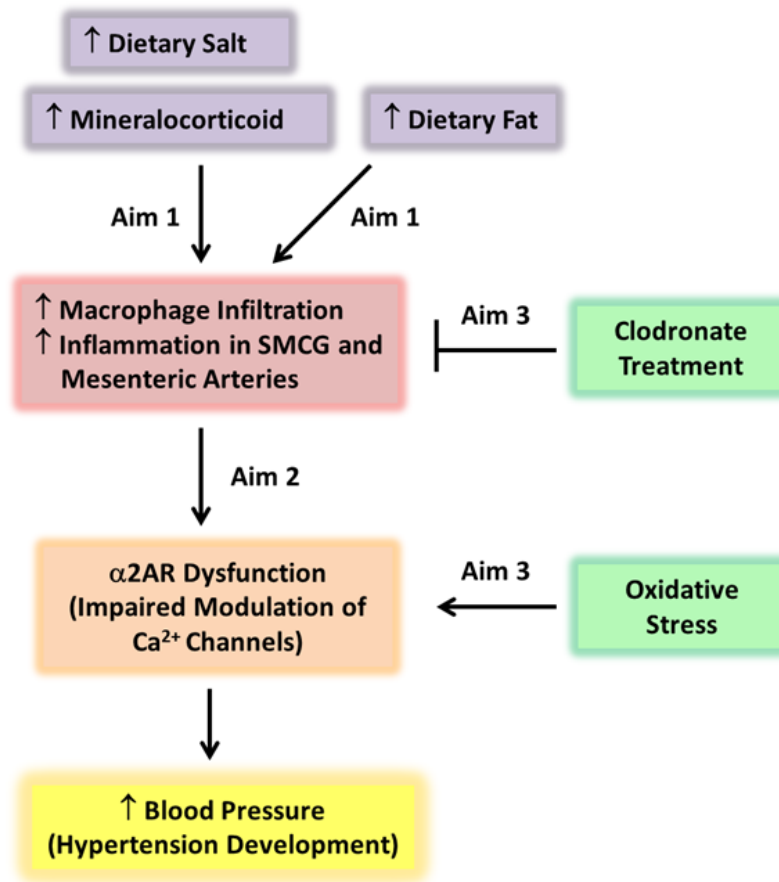 ↑ Dietary Salt
↑ Mineralocorticoid
↑ Dietary Fat
Aim 1
Aim 1
↑ Macrophage Infiltration
↑ Inflammation in SMCG and
Mesenteric Arteries
Aim 3
Clodronate
Treatment
Aim 2
α2AR Dysfunction
(Impaired Modulation of
Ca²⁺ Channels)
Aim 3
Oxidative
Stress
↑ Blood Pressure
(Hypertension Development)